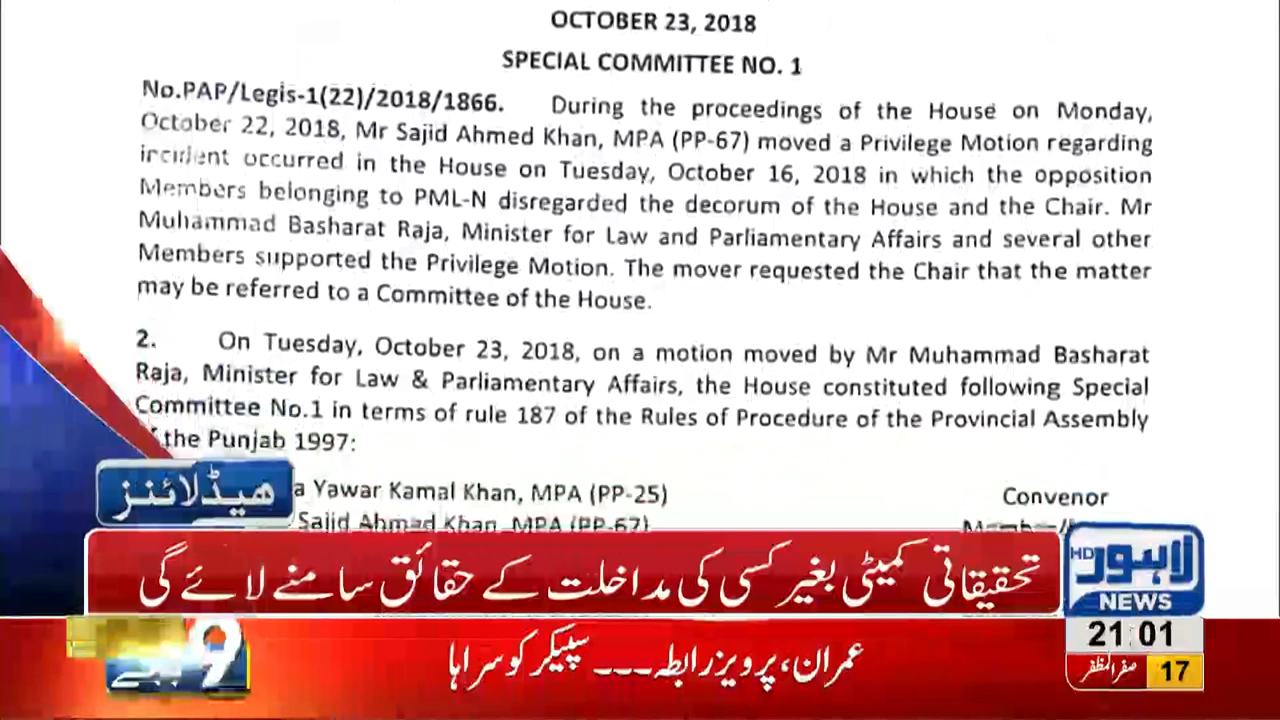 OCTOBER 23, 2018
SPECIAL COMMITTEE NO. 1
No.PAP/Legis-1(22)/2018/1866. During the proceedings of the House on Monday,
October 22, 2018, Mr Sajid Ahmed Khan, MPA (PP-67) moved a Privilege Motion regarding
incident occurred in the House on Tuesday, October 16, 2018 in which the opposition
Members belonging to PML-N disregarded the decorum of the House and the Chair. Mr
Muhammad Basharat Raja, Minister for Law and Parliamentary Affairs and several other
Members supported the Privilege Motion. The mover requested the Chair that the matter
may be referred to a Committee of the House.
2. On Tuesday, October 23, 2018, on a motion moved by Mr Muhammad Basharat
Raja, Minister for Law & Parliamentary Affairs, the House constituted following Special
Committee No.1 in terms of rule 187 of the Rules of Procedure of the Provincial Assembly
the Punjab 1997:
Yawar Kamal Khan, MPA (PP-25) Convenor
Sajid Ahmad Khan, MPA (PP-67)
ہیڈلائنز
تحقیقاتی کمیٹی بغیر کسی کی مداخلت کے حقائق سامنے لائے گی
HD لاہور
NEWS
عمران، پرویز رابطہ۔۔۔ سپیکر کو سراہا
9 بجے
21:01
17 صفر المظفر